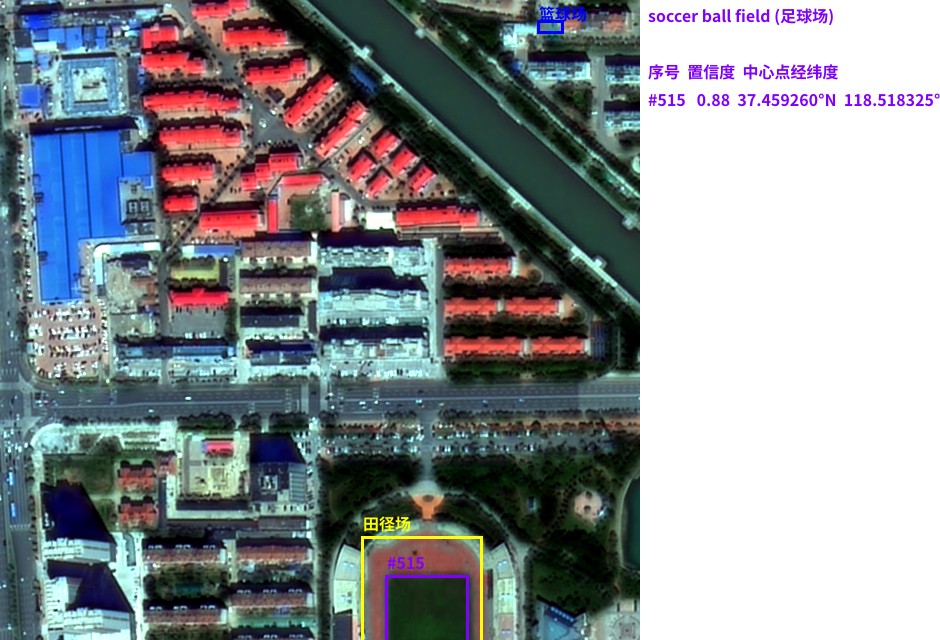 篮球场
soccer ball field (足球场)
序号 置信度 中心点经纬度
#515 0.88 37.459260°N 118.518325°
田径场
#515